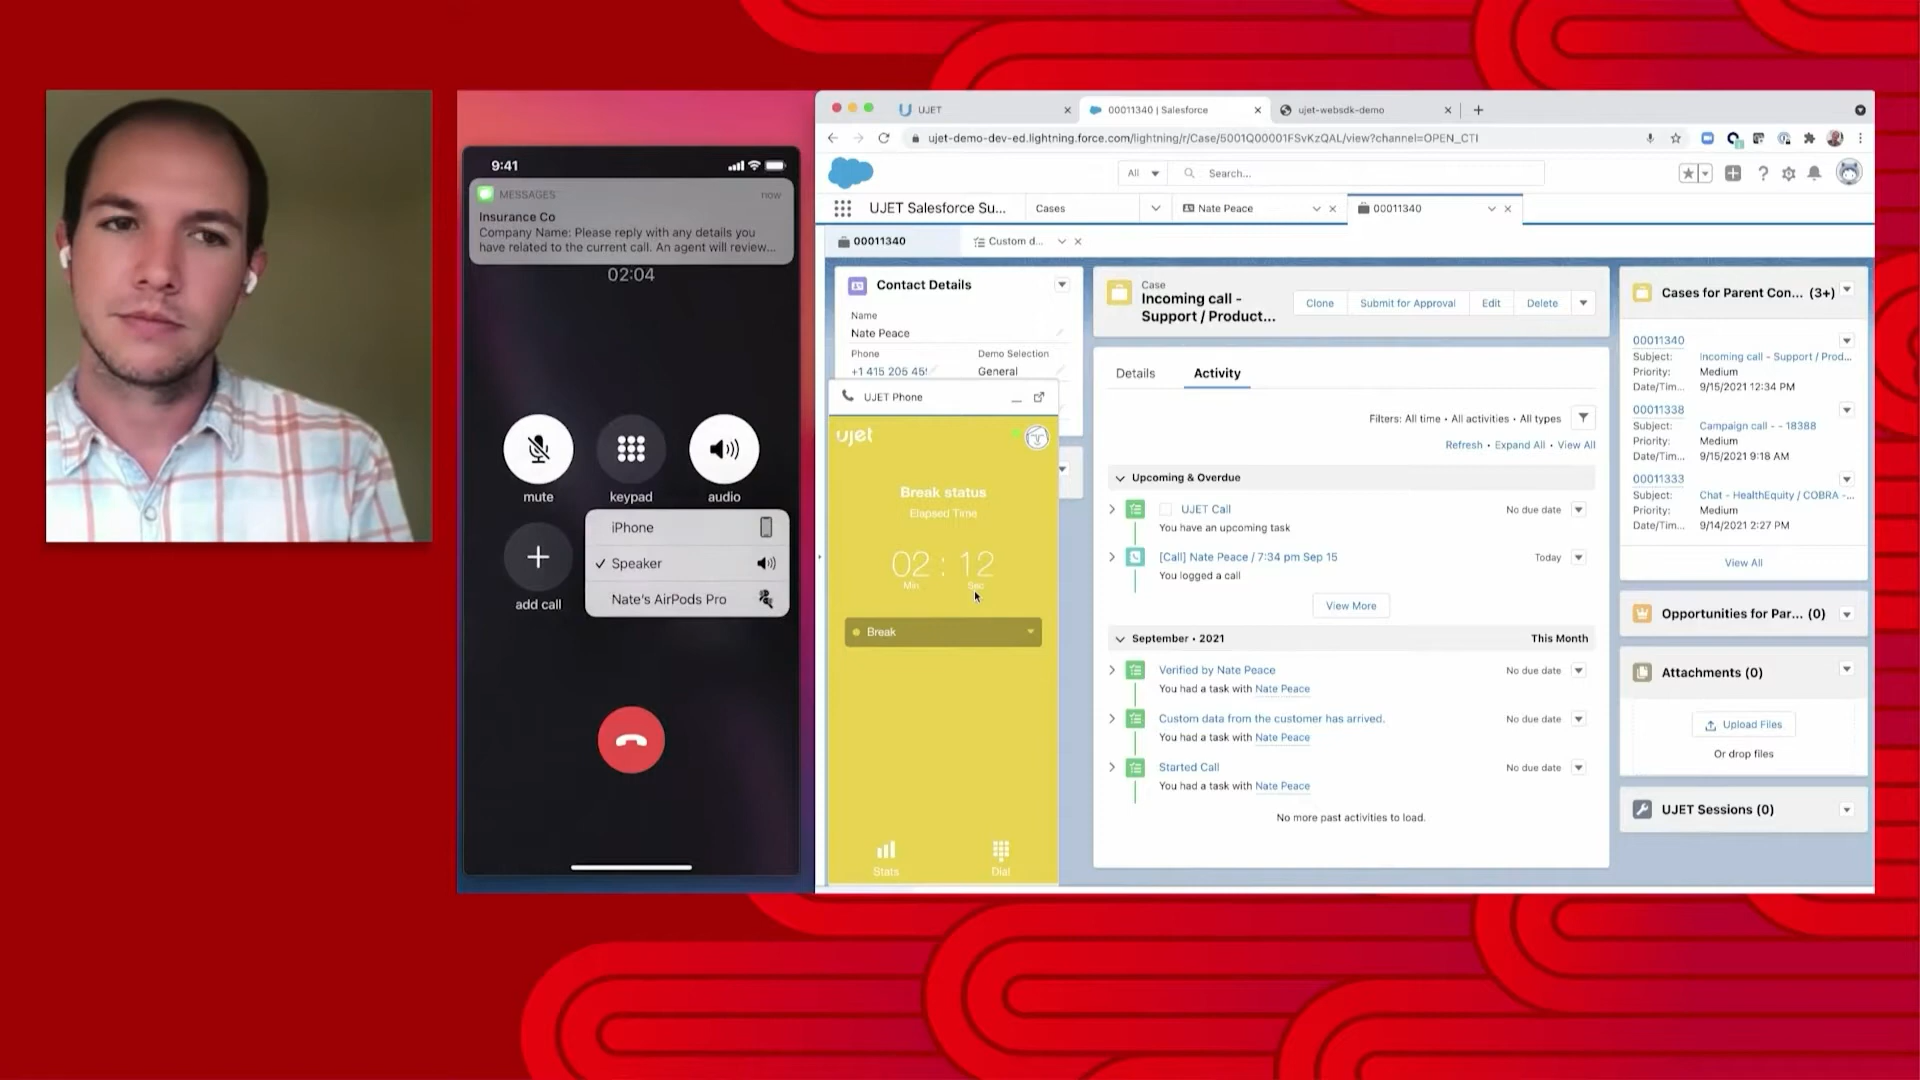 9:41
MESSAGES now
Insurance Co
Company Name: Please reply with any details you
have related to the current call. An agent will review...
02:04
mute
keypad
audio
iPhone
Speaker
Nate's AirPods Pro
add call
UJET
00011340 | Salesforce
ujet-websdk-demo
ujet-demo-dev-ed.lightning.force.com/lightning/r/Case/5001Q00001FSvKzQAL/view?channel=OPEN_CTI
All
Search...
UJET Salesforce Su...
Cases
Nate Peace
00011340
00011340
Custom d...
Contact Details
Name
Nate Peace
Phone
Demo Selection
+1 415 205 45
General
UJET Phone
ujet
Break status
Elapsed Time
02 : 12
Min
Sec
Break
Stats
Dial
Case
Incoming call -
Support / Product...
Clone
Submit for Approval
Edit
Delete
Details
Activity
Filters: All time • All activities • All types
Refresh • Expand All • View All
Upcoming & Overdue
UJET Call
No due date
You have an upcoming task
[Call] Nate Peace / 7:34 pm Sep 15
Today
You logged a call
View More
September • 2021
This Month
Verified by Nate Peace
No due date
You had a task with Nate Peace
Custom data from the customer has arrived.
No due date
You had a task with Nate Peace
Started Call
No due date
You had a task with Nate Peace
No more past activities to load.
Cases for Parent Con... (3+)
00011340
Subject: Incoming call - Support / Prod...
Priority: Medium
Date/Tim... 9/15/2021 12:34 PM
00011338
Subject: Campaign call - - 18388
Priority: Medium
Date/Tim... 9/15/2021 9:18 AM
00011333
Subject: Chat - HealthEquity / COBRA -...
Priority: Medium
Date/Tim... 9/14/2021 2:27 PM
View All
Opportunities for Par... (0)
Attachments (0)
Upload Files
Or drop files
UJET Sessions (0)